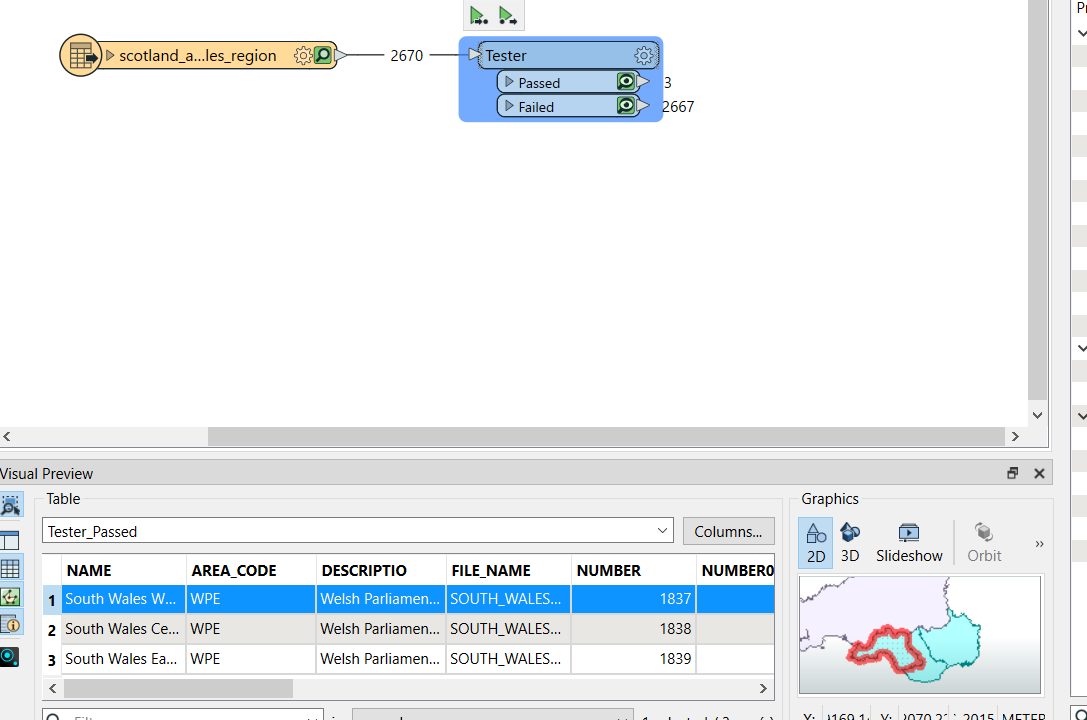 scotland_a...les_region
2670
Tester
Passed
3
Failed
2667
Visual Preview
Table
Tester_Passed
Columns...
NAME AREA_CODE DESCRIPTIO FILE_NAME NUMBER NUMBER0
1 South Wales W... WPE Welsh Parliamen... SOUTH_WALES... 1837
2 South Wales Ce... WPE Welsh Parliamen... SOUTH_WALES... 1838
3 South Wales Ea... WPE Welsh Parliamen... SOUTH_WALES... 1839
Graphics
2D 3D Slideshow Orbit »